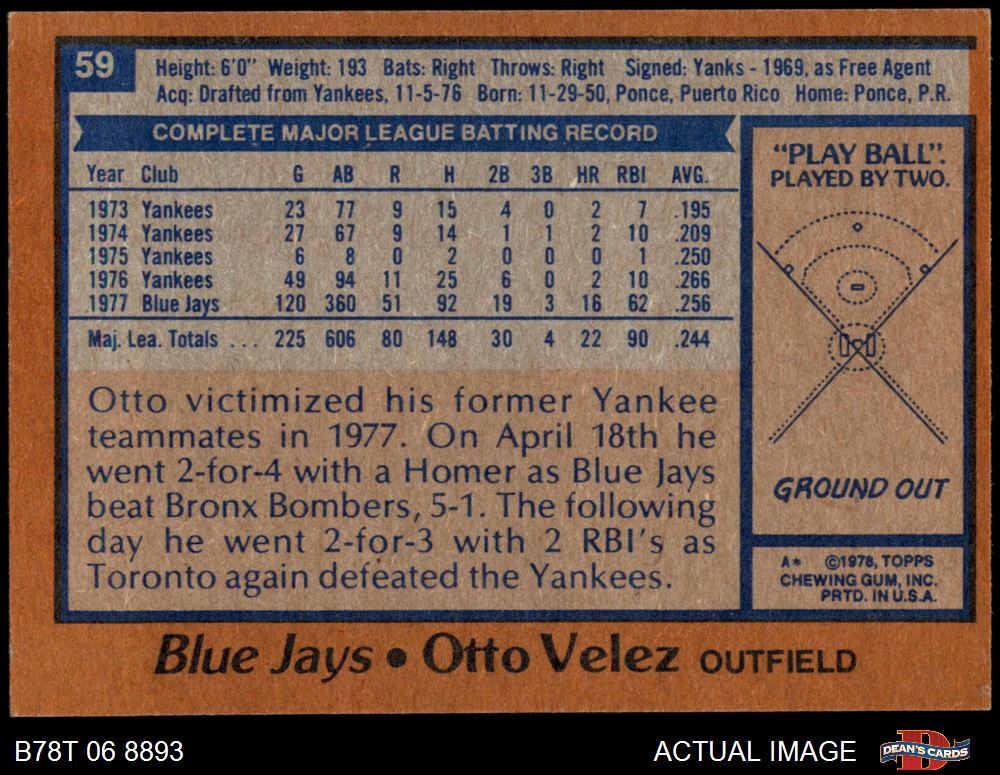 59
Height: 6'0" Weight: 193 Bats: Right Throws: Right Signed: Yanks - 1969, as Free Agent
Acq: Drafted from Yankees, 11-5-76 Born: 11-29-50, Ponce, Puerto Rico Home: Ponce, P.R.
COMPLETE MAJOR LEAGUE BATTING RECORD
Year Club G AB R H 2B 3B HR RBI AVG.
1973 Yankees 23 77 9 15 4 0 2 7 .195
1974 Yankees 27 67 9 14 1 1 2 10 .209
1975 Yankees 6 8 0 2 0 0 0 1 .250
1976 Yankees 49 94 11 25 6 0 2 10 .266
1977 Blue Jays 120 360 51 92 19 3 16 62 .256
Maj. Lea. Totals ... 225 606 80 148 30 4 22 90 .244
Otto victimized his former Yankee
teammates in 1977. On April 18th he
went 2-for-4 with a Homer as Blue Jays
beat Bronx Bombers, 5-1. The following
day he went 2-for-3 with 2 RBI's as
Toronto again defeated the Yankees.
"PLAY BALL".
PLAYED BY TWO.
GROUND OUT
A* ©1978, TOPPS
CHEWING GUM, INC.
PRTD. IN U.S.A.
Blue Jays • Otto Velez OUTFIELD
B78T 06 8893
ACTUAL IMAGE
D
DEAN'S CARDS